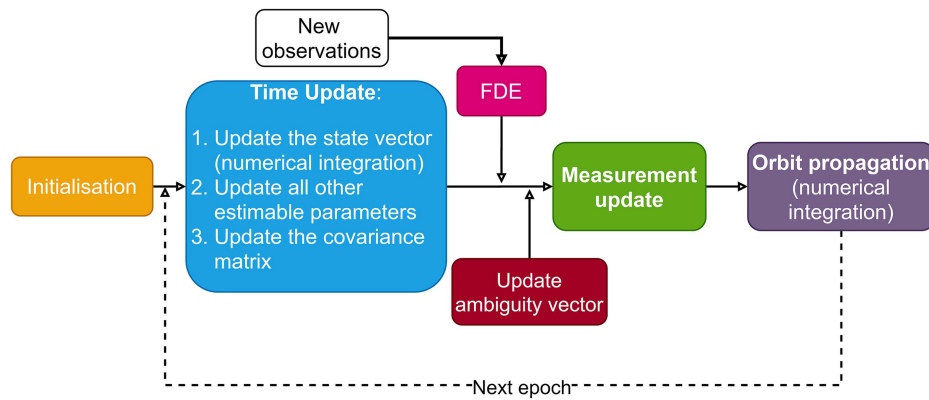 New
observations
FDE
Time Update:
1. Update the state vector
(numerical integration)
2. Update all other
estimable parameters
3. Update the covariance
matrix
Initialisation
Measurement
update
Orbit propagation
(numerical
integration)
Update
ambiguity vector
Next epoch